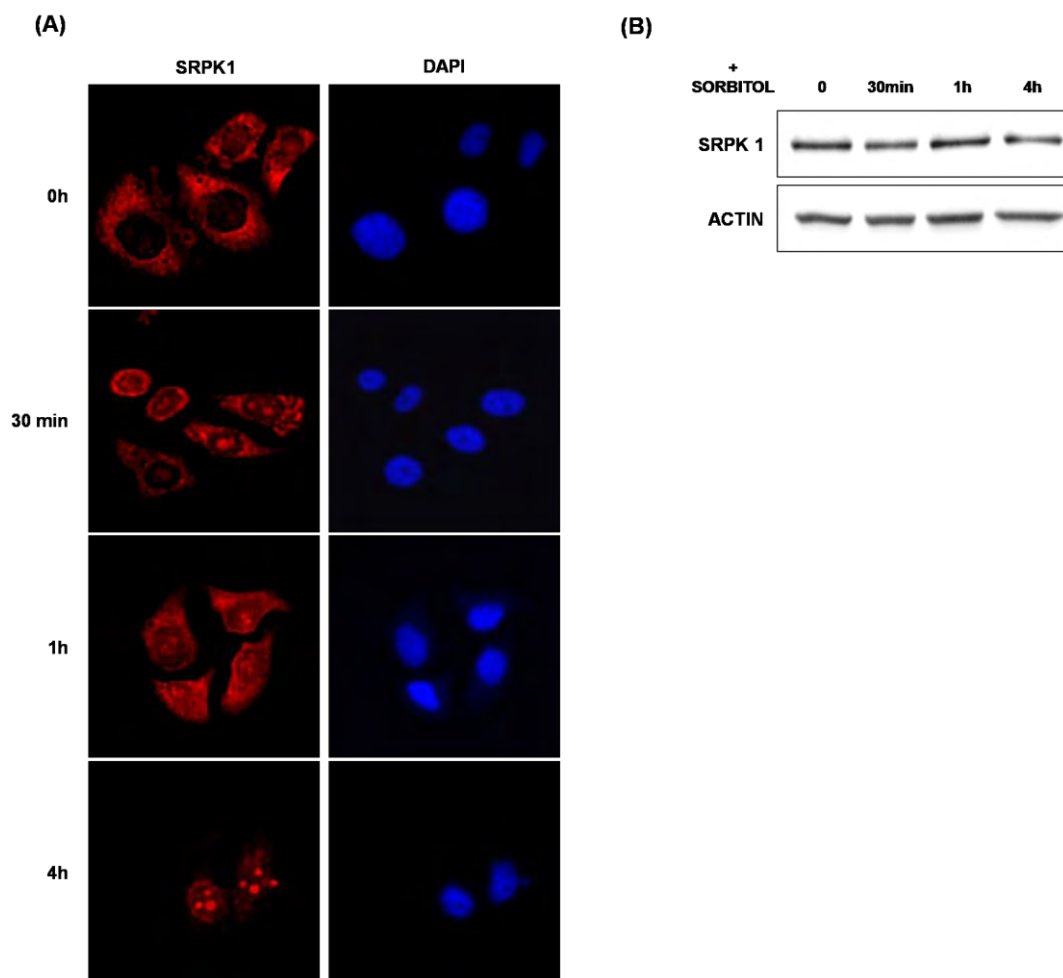 (A)
SRPK1 DAPI
0h
30 min
1h
4h
(B)
+
SORBITOL 0 30min 1h 4h
SRPK 1
ACTIN